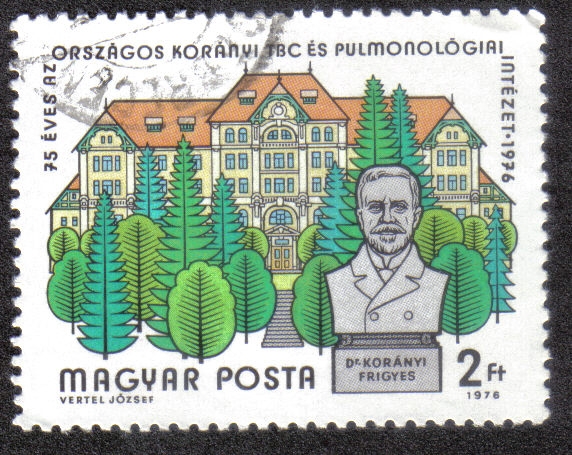 75 ÉVES AZ
ORSZÁGOS KORÁNYI TBC ÉS PULMONOLÓGIAI
INTÉZET-1976
Dr. KORÁNYI
FRIGYES
MAGYAR POSTA
2 Ft
VERTEL JÓZSEF
1976